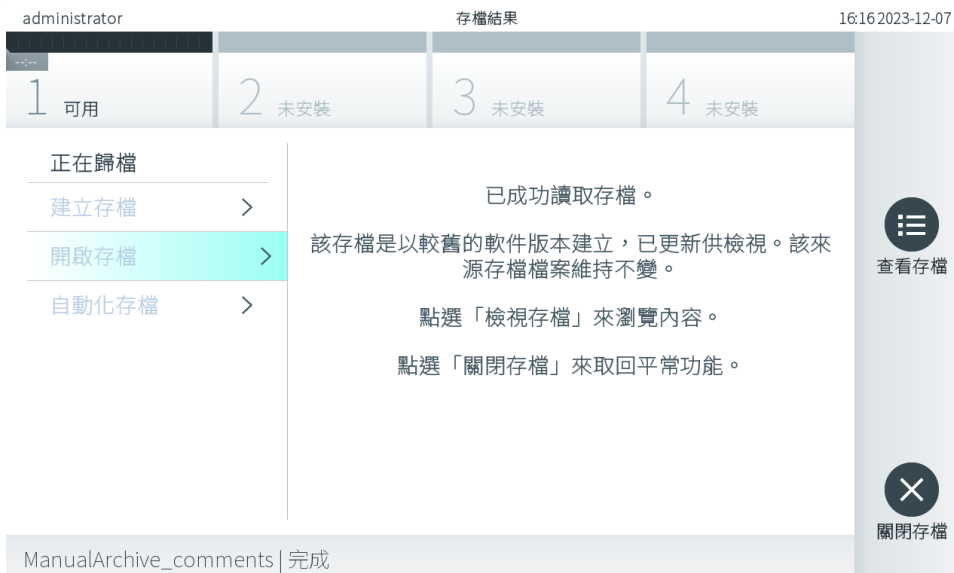 administrator
存檔結果
16:16 2023-12-07
--:--
1 可用
2 未安裝
3 未安裝
4 未安裝
正在歸檔
建立存檔
開啟存檔
自動化存檔
已成功讀取存檔。
該存檔是以較舊的軟件版本建立，已更新供檢視。該來
源存檔檔案維持不變。
點選「檢視存檔」來瀏覽內容。
點選「關閉存檔」來取回平常功能。
查看存檔
關閉存檔
ManualArchive_comments | 完成